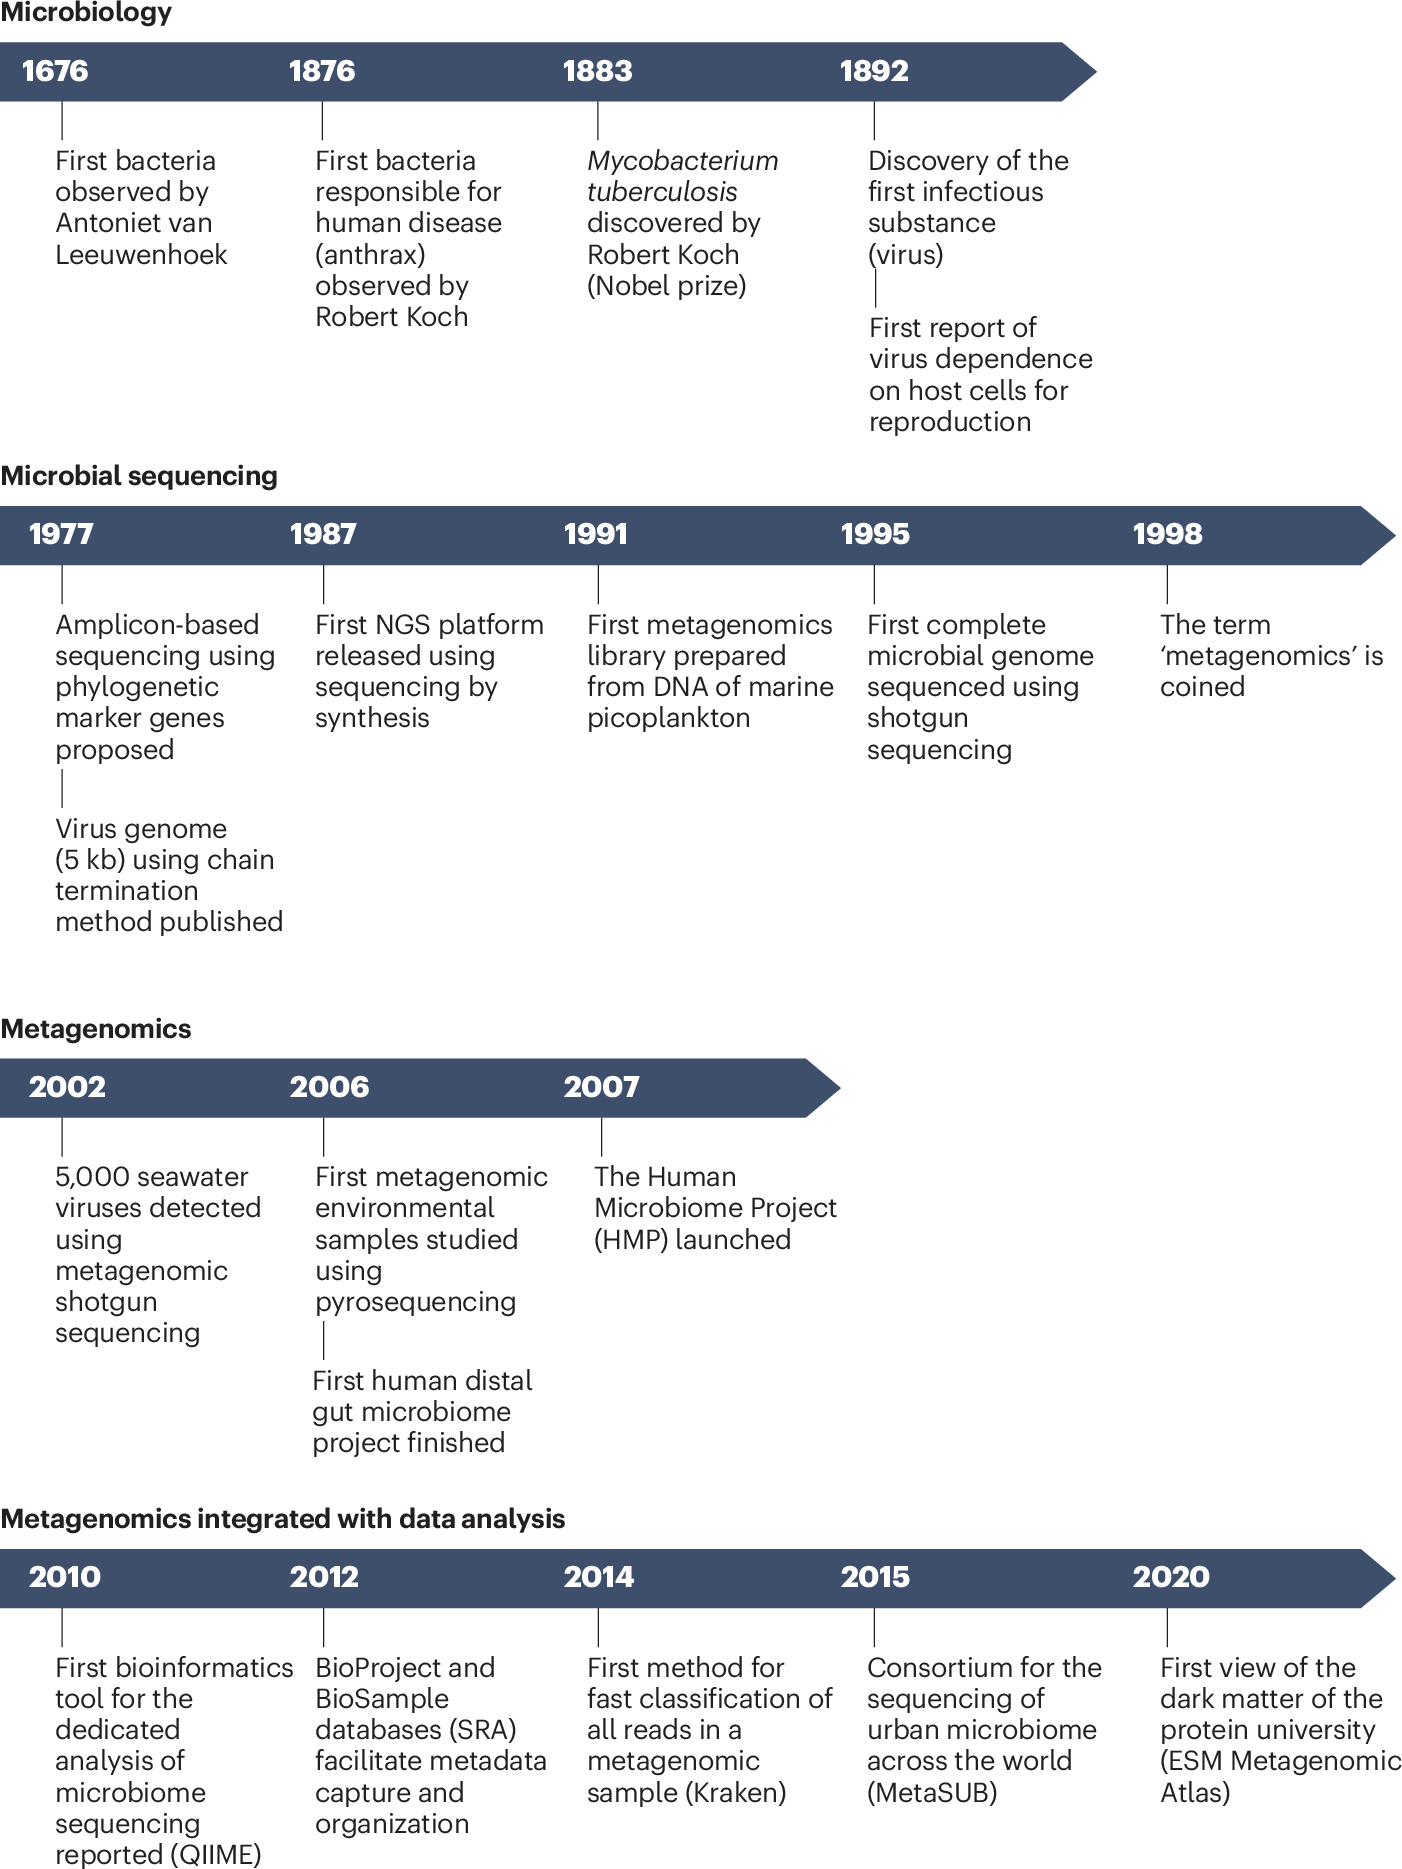 Microbiology
1676
1876
1883
1892
First bacteria
observed by
Antoniet van
Leeuwenhoek
First bacteria
responsible for
human disease
(anthrax)
observed by
Robert Koch
Mycobacterium
tuberculosis
discovered by
Robert Koch
(Nobel prize)
Discovery of the
first infectious
substance
(virus)
First report of
virus dependence
on host cells for
reproduction
Microbial sequencing
1977
1987
1991
1995
1998
Amplicon-based
sequencing using
phylogenetic
marker genes
proposed
Virus genome
(5 kb) using chain
termination
method published
First NGS platform
released using
sequencing by
synthesis
First metagenomics
library prepared
from DNA of marine
picoplankton
First complete
microbial genome
sequenced using
shotgun
sequencing
The term
‘metagenomics’ is
coined
Metagenomics
2002
2006
2007
5,000 seawater
viruses detected
using
metagenomic
shotgun
sequencing
First metagenomic
environmental
samples studied
using
pyrosequencing
First human distal
gut microbiome
project finished
The Human
Microbiome Project
(HMP) launched
Metagenomics integrated with data analysis
2010
2012
2014
2015
2020
First bioinformatics
tool for the
dedicated
analysis of
microbiome
sequencing
reported (QIIME)
BioProject and
BioSample
databases (SRA)
facilitate metadata
capture and
organization
First method for
fast classification of
all reads in a
metagenomic
sample (Kraken)
Consortium for the
sequencing of
urban microbiome
across the world
(MetaSUB)
First view of the
dark matter of the
protein university
(ESM Metagenomic
Atlas)